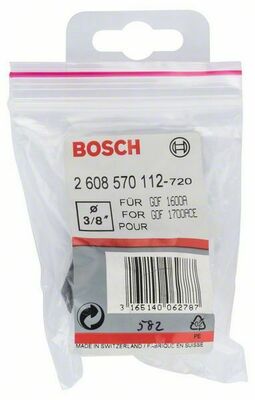 BOSCH
2 608 570 112-720
Ø
3/8"
FÜR GOF 1600A
FOR GOF 1700ACE
POUR
3 165140 062787
582
PE
MADE IN SWITZERLAND / FABRIQUÉ EN SUISSE